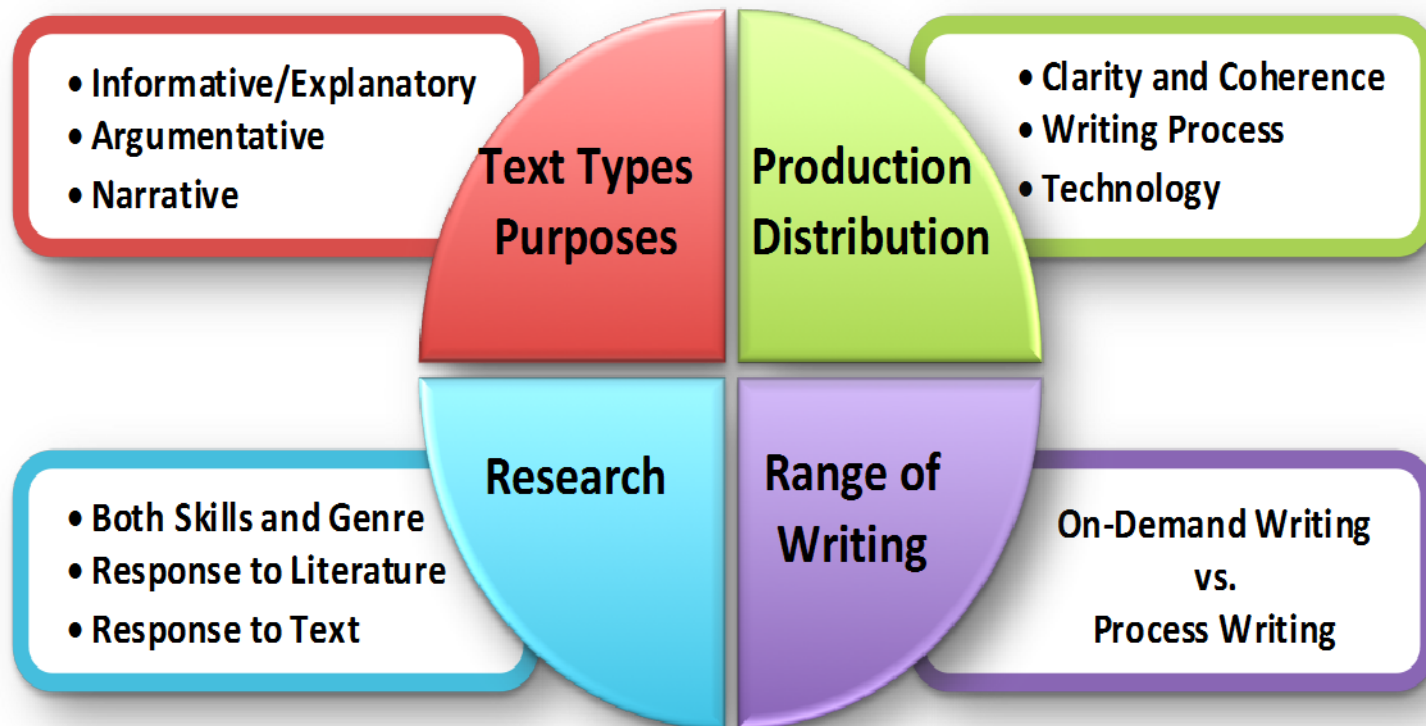 • Informative/Explanatory
• Argumentative
• Narrative
Text Types
Purposes
Production
Distribution
• Clarity and Coherence
• Writing Process
• Technology
• Both Skills and Genre
• Response to Literature
• Response to Text
Research
Range of
Writing
On-Demand Writing
vs.
Process Writing